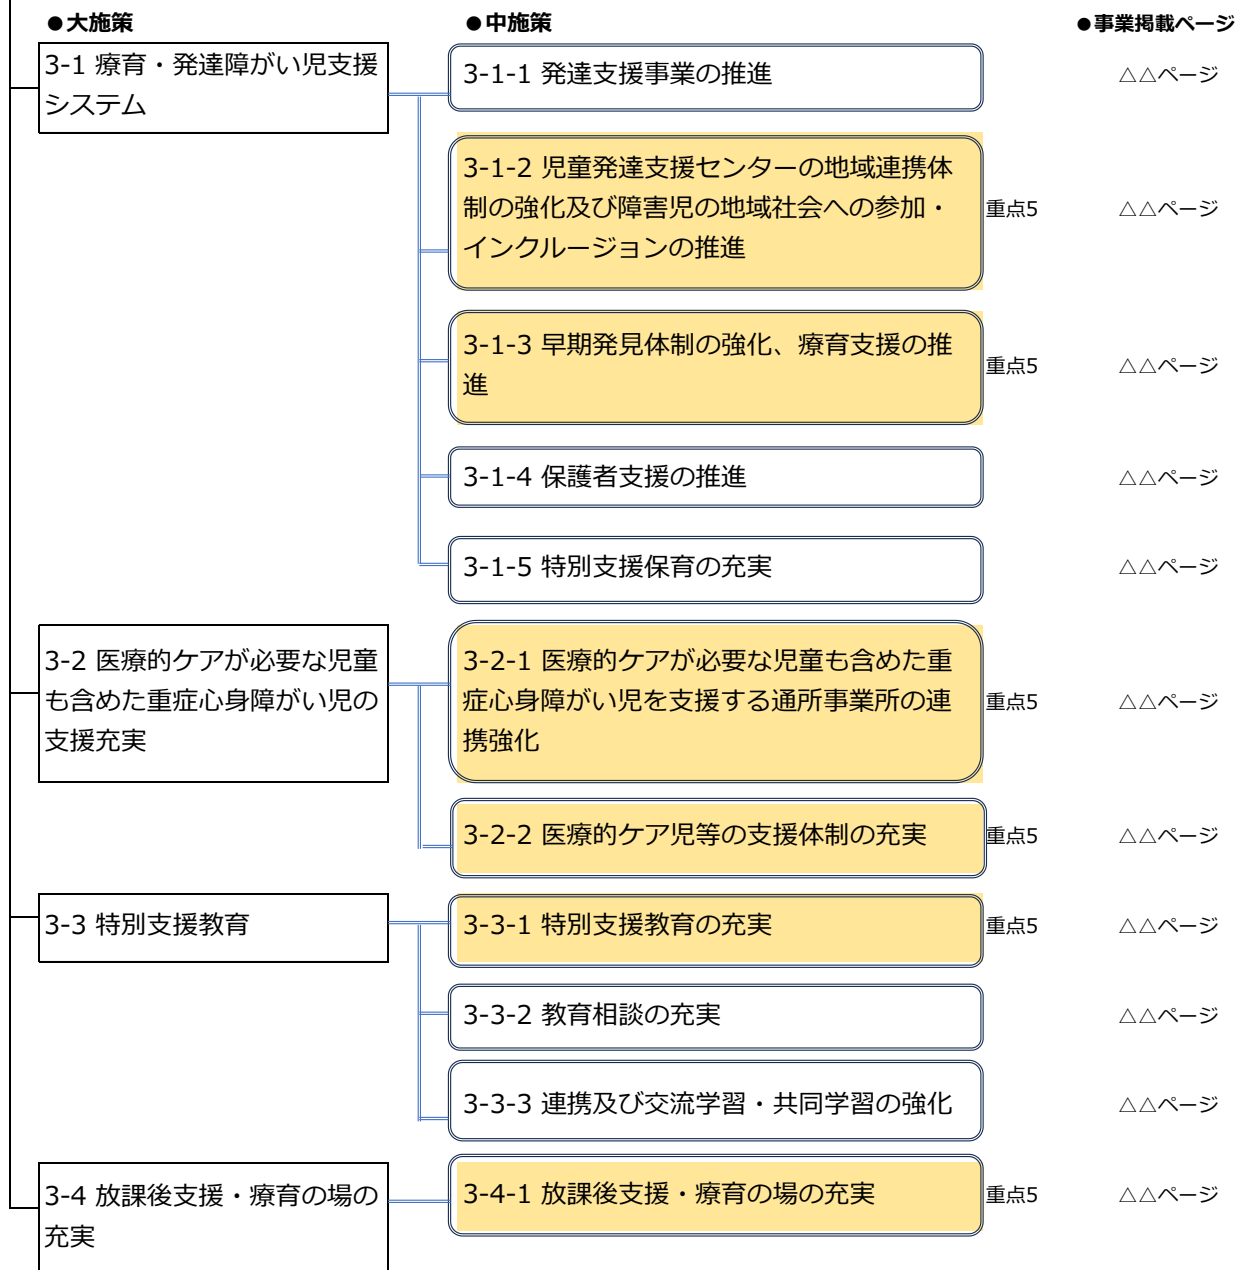 ●大施策
●中施策
●事業掲載ページ
3-1 療育・発達障がい児支援
システム
3-1-1 発達支援事業の推進
△△ページ
3-1-2 児童発達支援センターの地域連携体
制の強化及び障害児の地域社会への参加・
インクルージョンの推進
重点5
△△ページ
3-1-3 早期発見体制の強化、療育支援の推
進
重点5
△△ページ
3-1-4 保護者支援の推進
△△ページ
3-1-5 特別支援保育の充実
△△ページ
3-2 医療的ケアが必要な児童
も含めた重症心身障がい児の
支援充実
3-2-1 医療的ケアが必要な児童も含めた重
症心身障がい児を支援する通所事業所の連
携強化
重点5
△△ページ
3-2-2 医療的ケア児等の支援体制の充実
重点5
△△ページ
3-3 特別支援教育
3-3-1 特別支援教育の充実
重点5
△△ページ
3-3-2 教育相談の充実
△△ページ
3-3-3 連携及び交流学習・共同学習の強化
△△ページ
3-4 放課後支援・療育の場の
充実
3-4-1 放課後支援・療育の場の充実
重点5
△△ページ